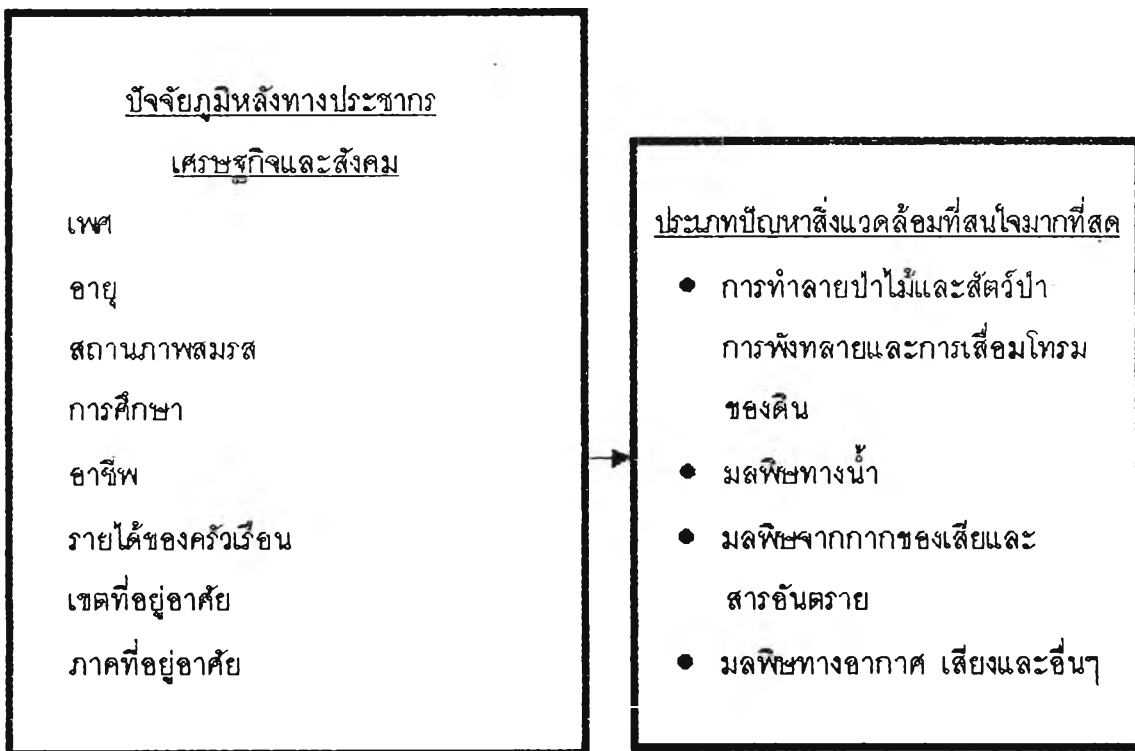 ปัจจัยภูมิหลังทางประชากร
เศรษฐกิจและสังคม
เพศ
อายุ
สถานภาพสมรส
การศึกษา
อาชีพ
รายได้ของครัวเรือน
เขตที่อยู่อาศัย
ภาคที่อยู่อาศัย
ประเภทปัญหาสิ่งแวดล้อมที่สนใจมากที่สุด
● การทำลายป่าไม้และสัตว์ป่า
การพังทลายและการเสื่อมโทรม
ของดิน
● มลพิษทางน้ำ
● มลพิษจากกากของเสียและ
สารอันตราย
● มลพิษทางอากาศ เสียงและอื่นๆ